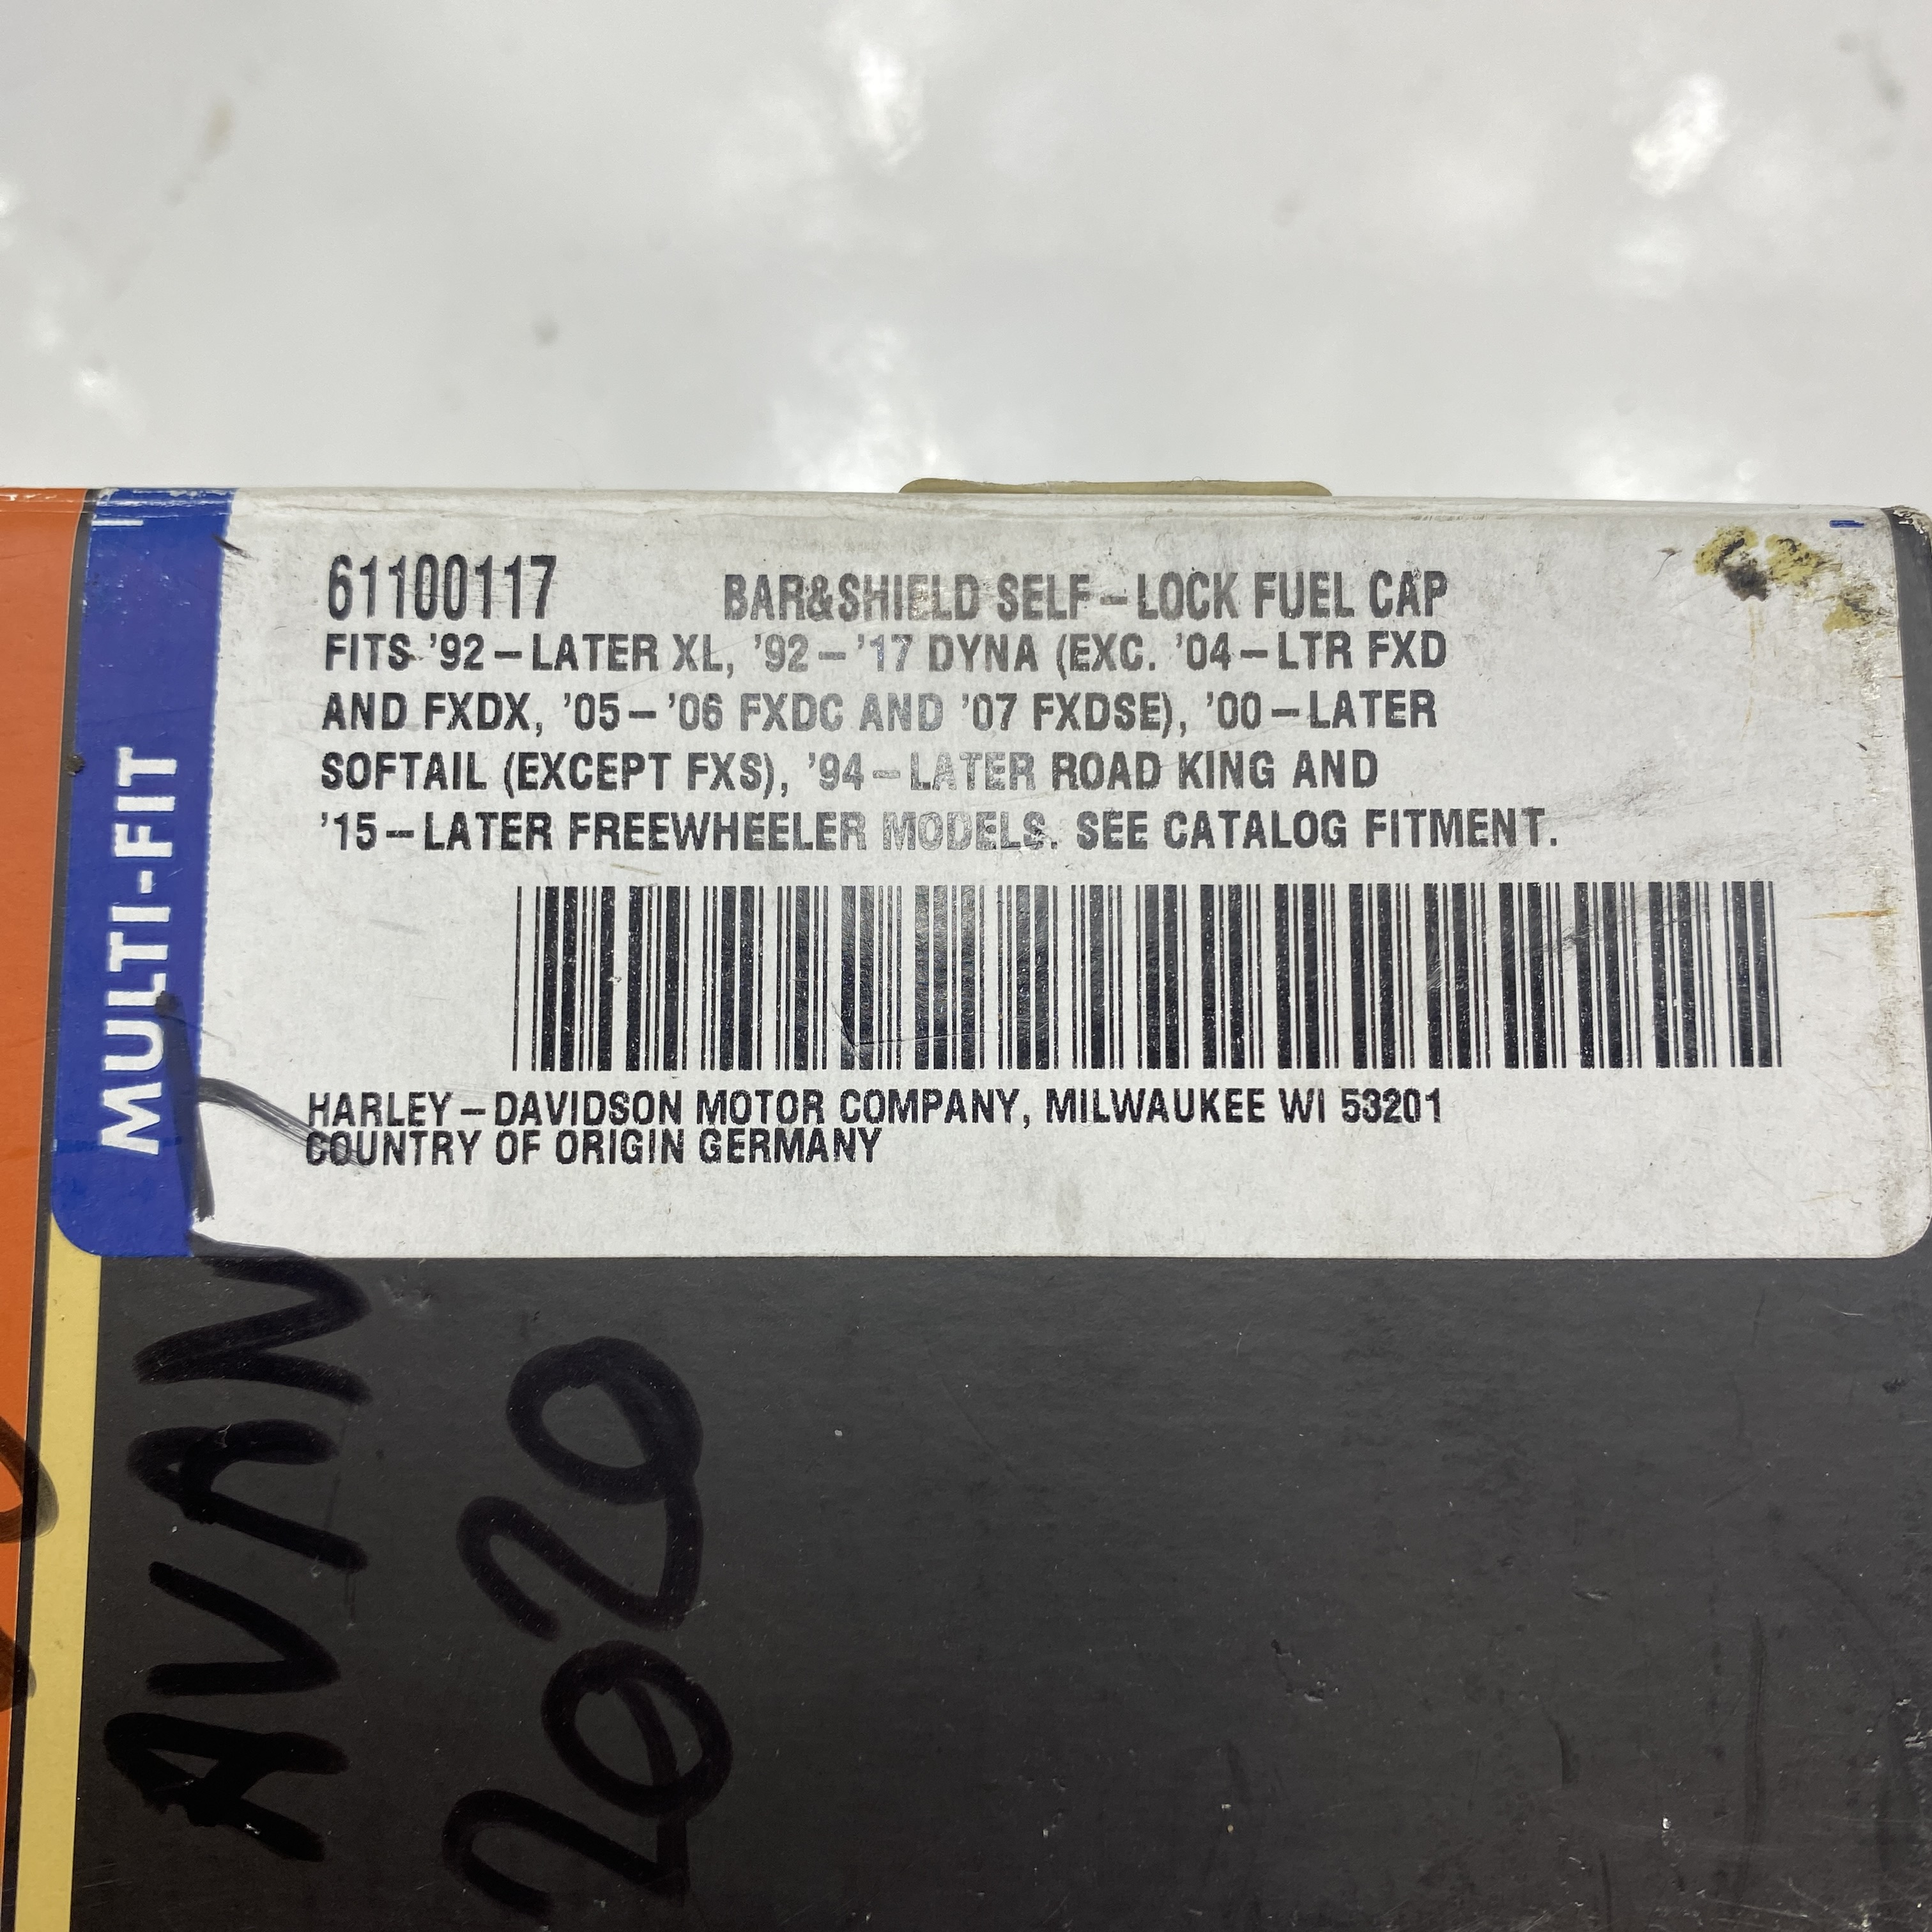 MULTI-FIT
61100117 BAR&SHIELD SELF-LOCK FUEL CAP
FITS '92-LATER XL, '92-'17 DYNA (EXC. '04-LTR FXD
AND FXDX, '05-'06 FXDC AND '07 FXDSE), '00-LATER
SOFTAIL (EXCEPT FXS), '94-LATER ROAD KING AND
'15-LATER FREEWHEELER MODELS. SEE CATALOG FITMENT.
HARLEY-DAVIDSON MOTOR COMPANY, MILWAUKEE WI 53201
COUNTRY OF ORIGIN GERMANY
2020